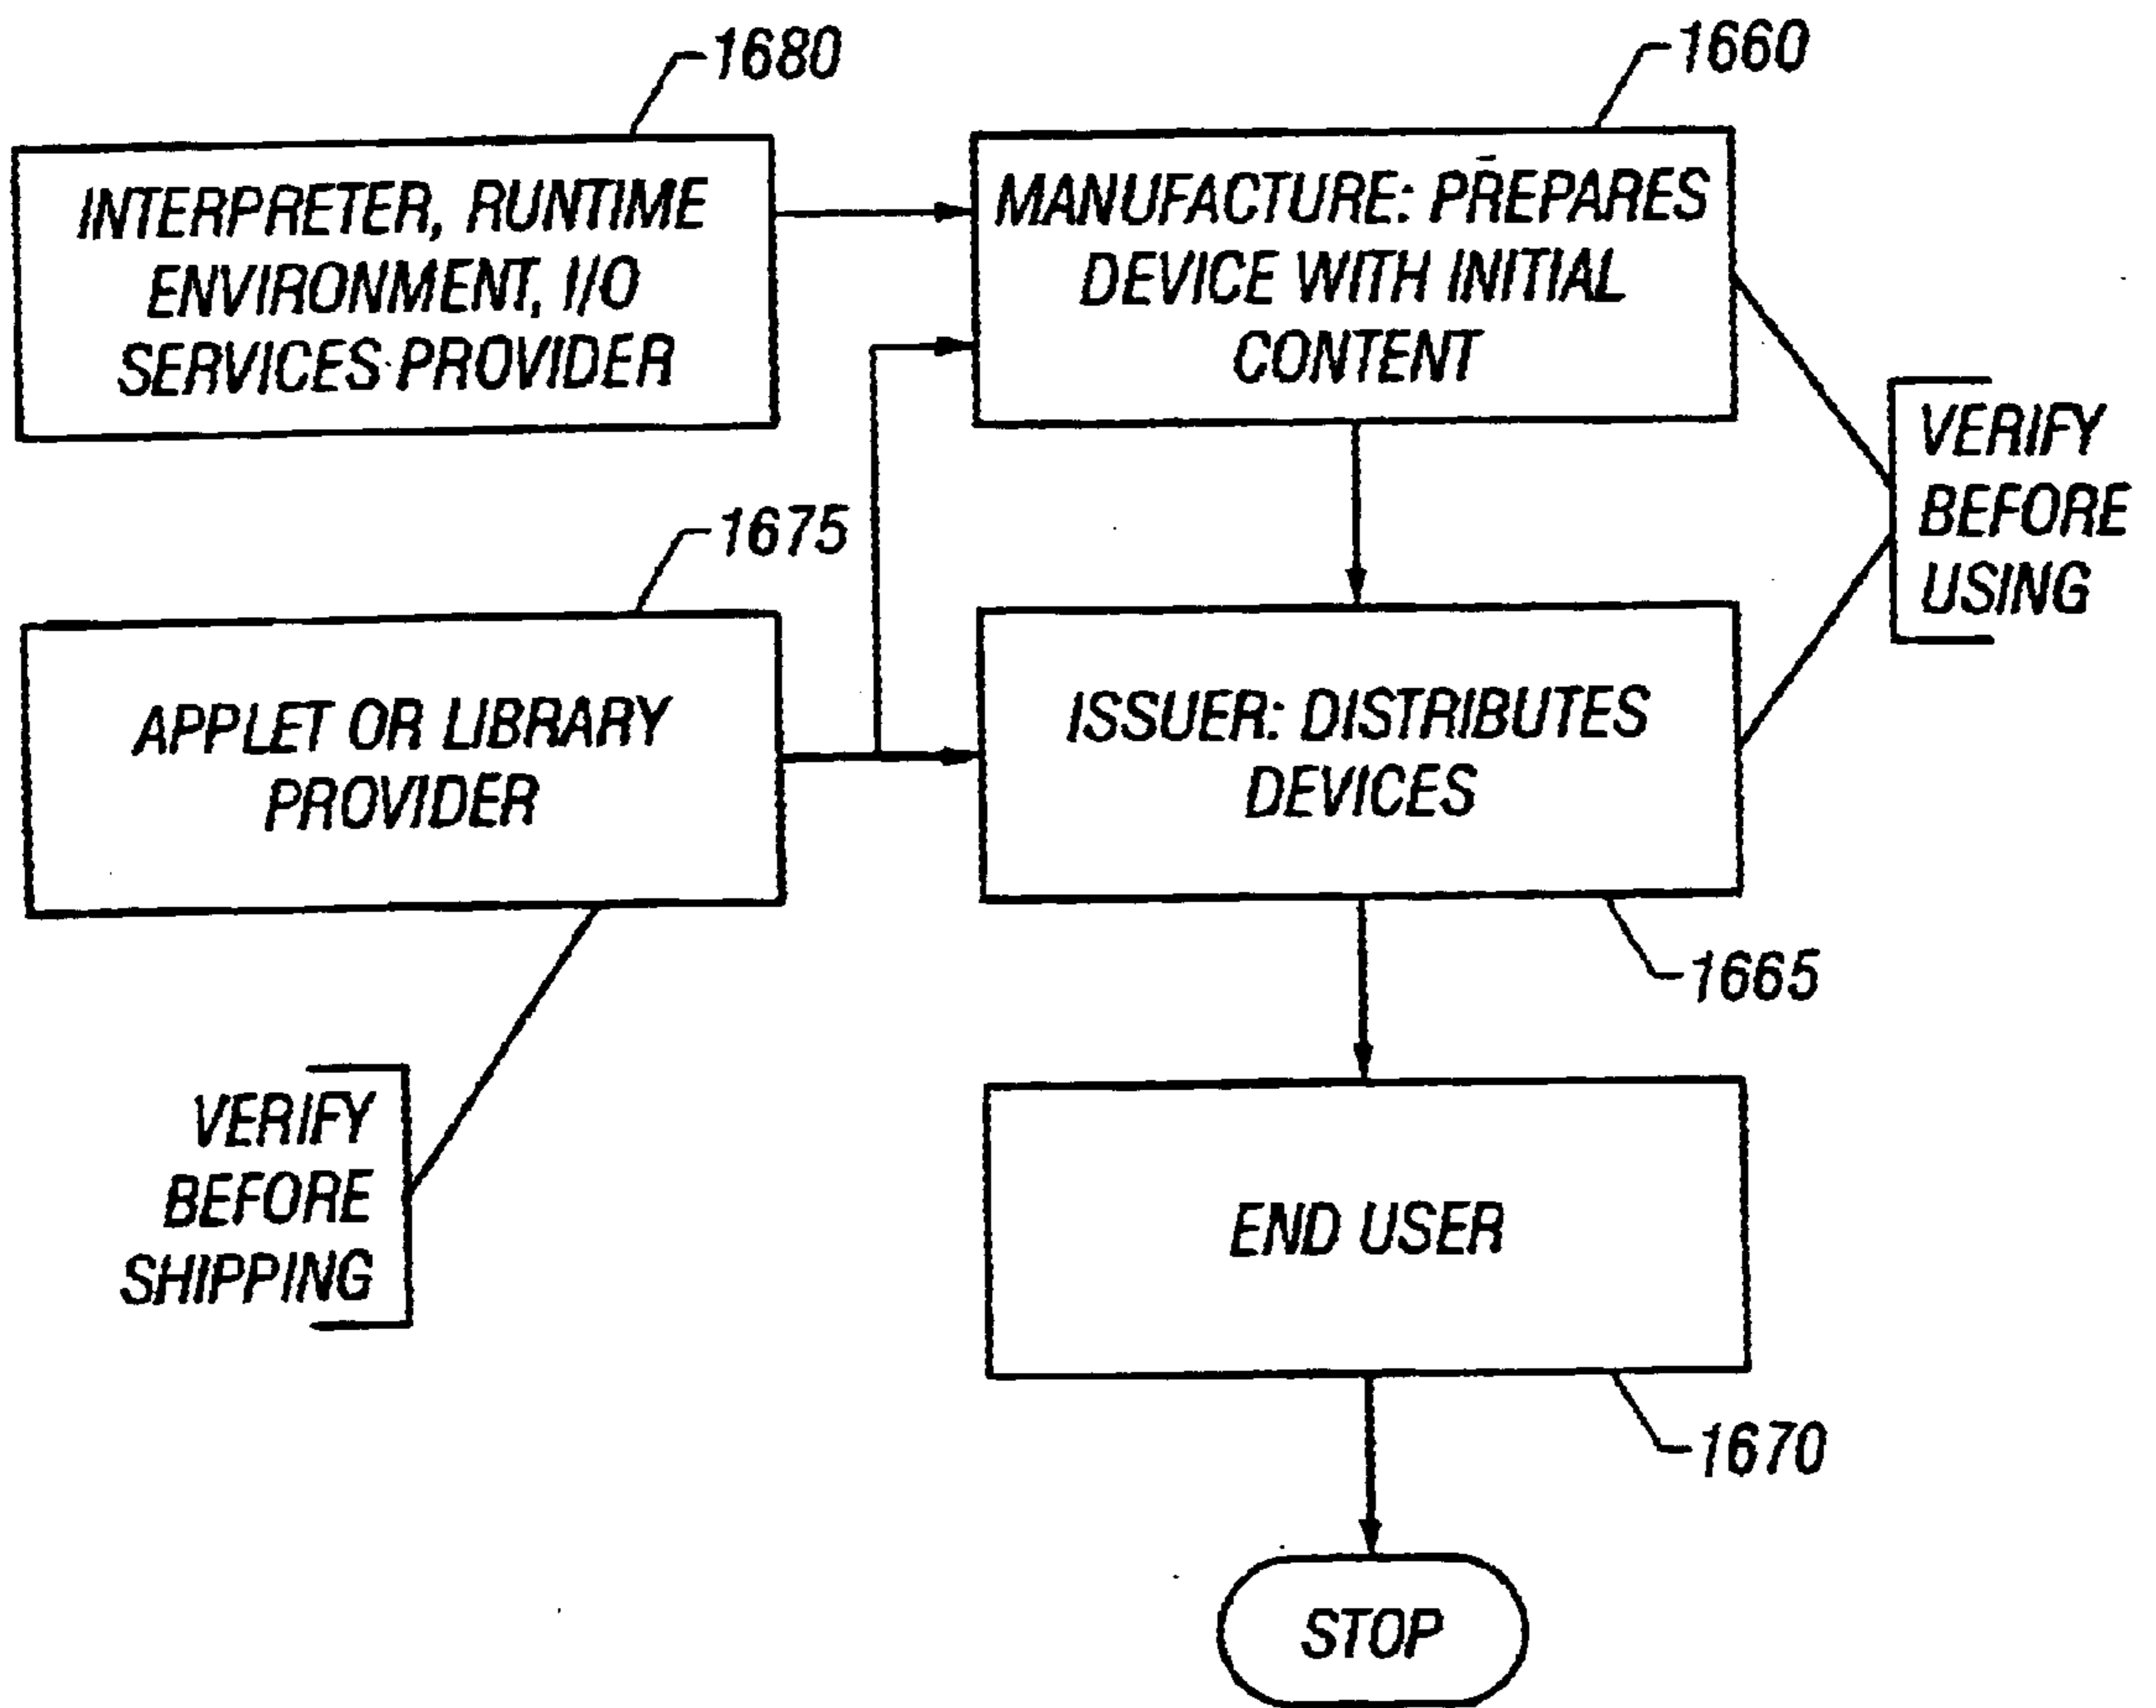 1680
1660
INTERPRETER, RUNTIME
ENVIRONMENT, I/O
SERVICES PROVIDER
MANUFACTURE: PREPARES
DEVICE WITH INITIAL
CONTENT
VERIFY
BEFORE
USING
1675
APPLET OR LIBRARY
PROVIDER
ISSUER: DISTRIBUTES
DEVICES
1665
VERIFY
BEFORE
SHIPPING
END USER
1670
STOP